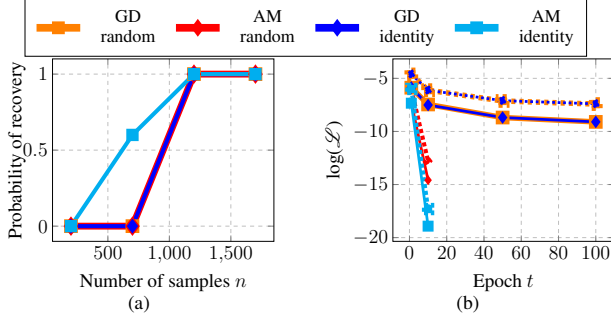 GD random
AM random
GD identity
AM identity
Probability of recovery
1
0.5
0
500 1,000 1,500
Number of samples n
(a)
log(ℒ)
−5
−10
−15
−20
0 20 40 60 80 100
Epoch t
(b)